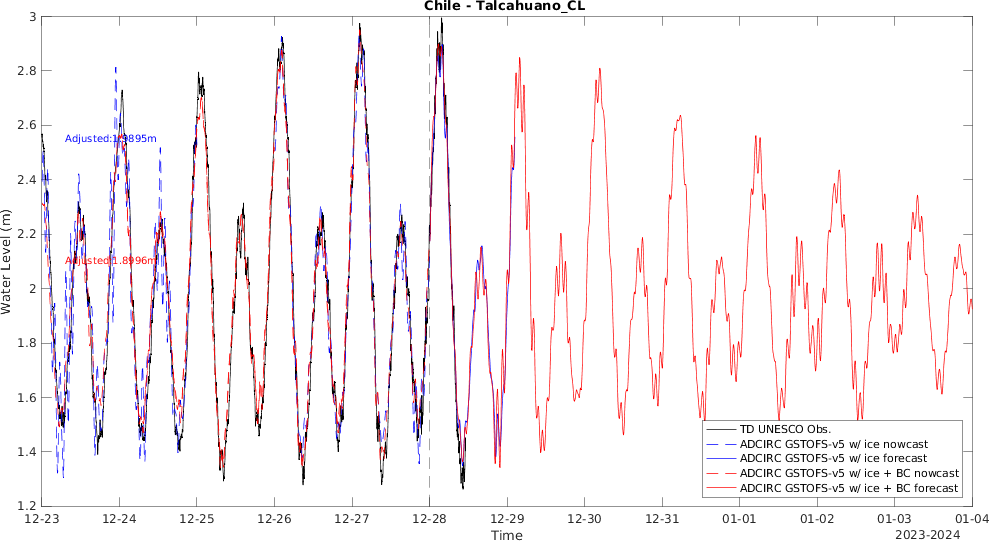 Chile - Talcahuano_CL
3
2.8
2.6
2.4
2.2
2
1.8
1.6
1.4
1.2
Water Level (m)
Adjusted:1.9895m
Adjusted:1.8996m
TD UNESCO Obs.
ADCIRC GSTOFS-v5 w/ ice nowcast
ADCIRC GSTOFS-v5 w/ ice forecast
ADCIRC GSTOFS-v5 w/ ice + BC nowcast
ADCIRC GSTOFS-v5 w/ ice + BC forecast
12-23 12-24 12-25 12-26 12-27 12-28 12-29 12-30 12-31 01-01 01-02 01-03 01-04
Time
2023-2024